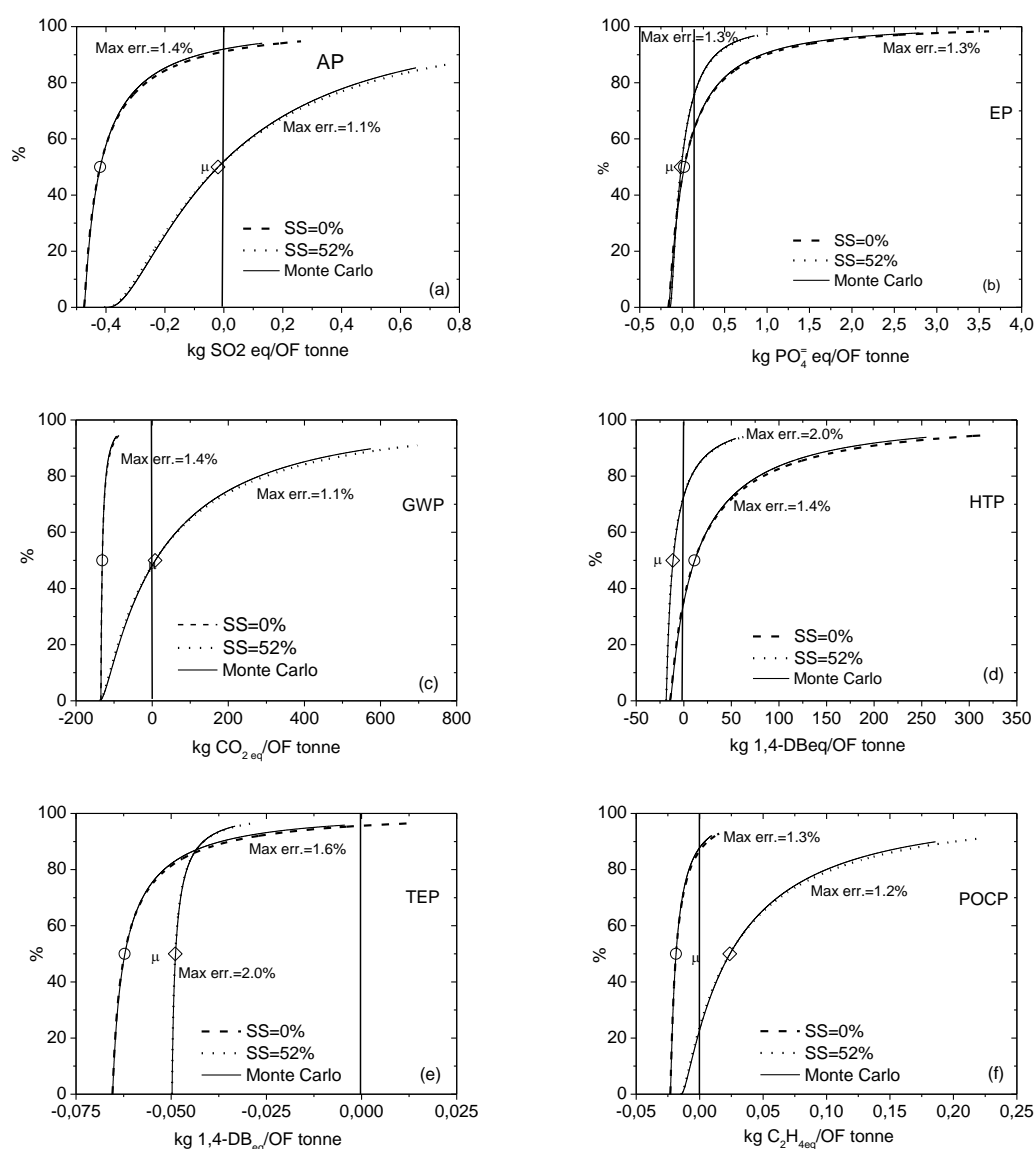 100
80
60
40
20
0
%
Max err.=1.4%
AP
Max err.=1.1%
μ
SS=0%
SS=52%
Monte Carlo
(a)
-0,4 -0,2 0,0 0,2 0,4 0,6 0,8
kg SO2 eq/OF tonne
100
80
60
40
20
0
%
Max err.=1.3%
Max err.=1.3%
EP
μ
SS=0%
SS=52%
Monte Carlo
(b)
-0,5 0,0 0,5 1,0 1,5 2,0 2,5 3,0 3,5 4,0
kg PO₄⁼ eq/OF tonne
100
80
60
40
20
0
%
Max err.=1.4%
Max err.=1.1%
GWP
SS=0%
SS=52%
Monte Carlo
(c)
-200 0 200 400 600 800
kg CO₂ eq/OF tonne
100
80
60
40
20
0
%
Max err.=2.0%
Max err.=1.4%
HTP
μ
SS=0%
SS=52%
Monte Carlo
(d)
-50 0 50 100 150 200 250 300 350
kg 1,4-DBeq/OF tonne
100
80
60
40
20
0
%
Max err.=1.6%
TEP
μ
Max err.=2.0%
SS=0%
SS=52%
Monte Carlo
(e)
-0,075 -0,050 -0,025 0,000 0,025
kg 1,4-DBeq/OF tonne
100
80
60
40
20
0
%
Max err.=1.3%
Max err.=1.2%
POCP
μ
SS=0%
SS=52%
Monte Carlo
(f)
-0,05 0,00 0,05 0,10 0,15 0,20 0,25
kg C₂H₄eq/OF tonne